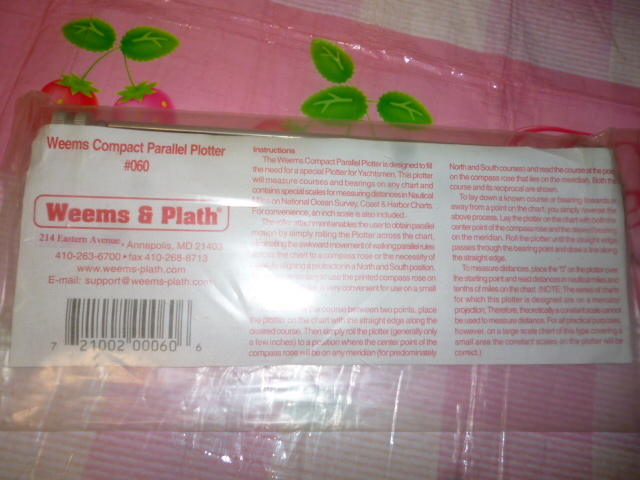 Weems Compact Parallel Plotter
#060
Weems & Plath®
214 Eastern Avenue, Annapolis, MD 21403
410-263-6700 • fax 410-268-8713
www.weems-plath.com
E-mail: support@weems-plath.com
7 21002 00060 6
Instructions
The Weems Compact Parallel Plotter is designed to fill
the need for a special Plotter for Yachtsmen. This plotter
will measure courses and bearings on any chart and
contains special scales for measuring distances in Nautical
Miles on National Ocean Survey, Coast & Harbor Charts.
For convenience, an inch scale is also included.
The roller attachment enables the user to obtain parallel
motion by simply rolling the Plotter across the chart,
eliminating the awkward movement of walking parallel rules
across the chart to a compass rose or the necessity of
carefully aligning a protractor in a North and South position.
to use the printed compass rose on
is very convenient for use on a small
the course between two points, place
the plotter on the chart with the straight edge along the
desired course. Then simply roll the plotter (generally only
a few inches) to a position where the center point of the
compass rose will be on any meridian (for predominately
North and South courses) and read the course at the point
on the compass rose that lies on the meridian. Both the
course and its reciprocal are shown.
To lay down a known course or bearing towards or
away from a point on the chart, you simply reverse the
above process. Lay the plotter on the chart with both the
center point of the compass rose and the
on the meridian. Roll the plotter until the straight edge
passes through the bearing point and draw a line along
the straight edge.
To measure distances, place the "0" on the plotter over
the starting point and read distances in nautical miles and
tenths of miles on the chart. (NOTE: The series of charts
for which this plotter is designed are on a mercator
projection; Therefore, theoretically a constant scale cannot
be used to measure distance. For all practical purposes
however, on a large scale chart of this type covering a
small area the constant scales on the plotter will be
correct.)